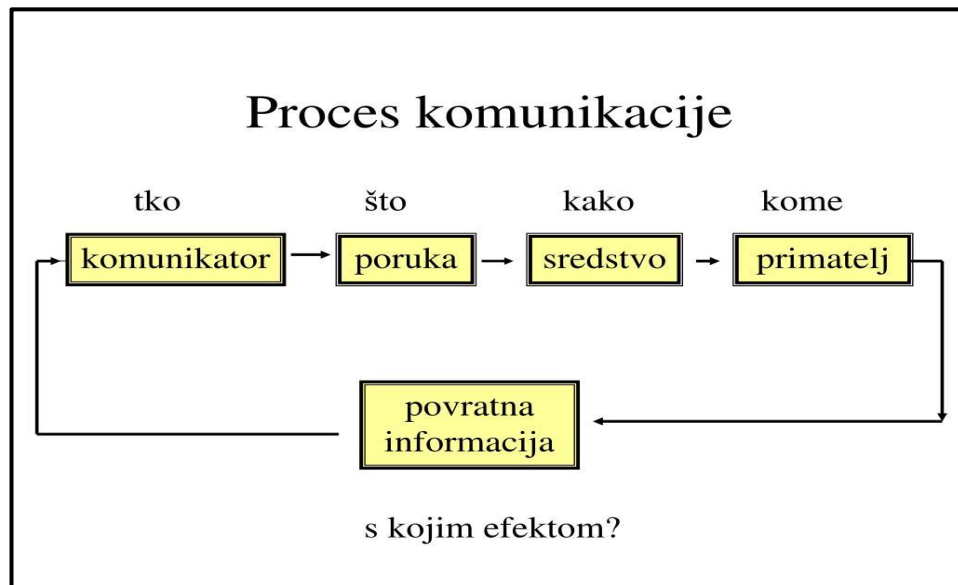 Proces komunikacije
tko što kako kome
komunikator poruka sredstvo primatelj
povratna
informacija
s kojim efektom?